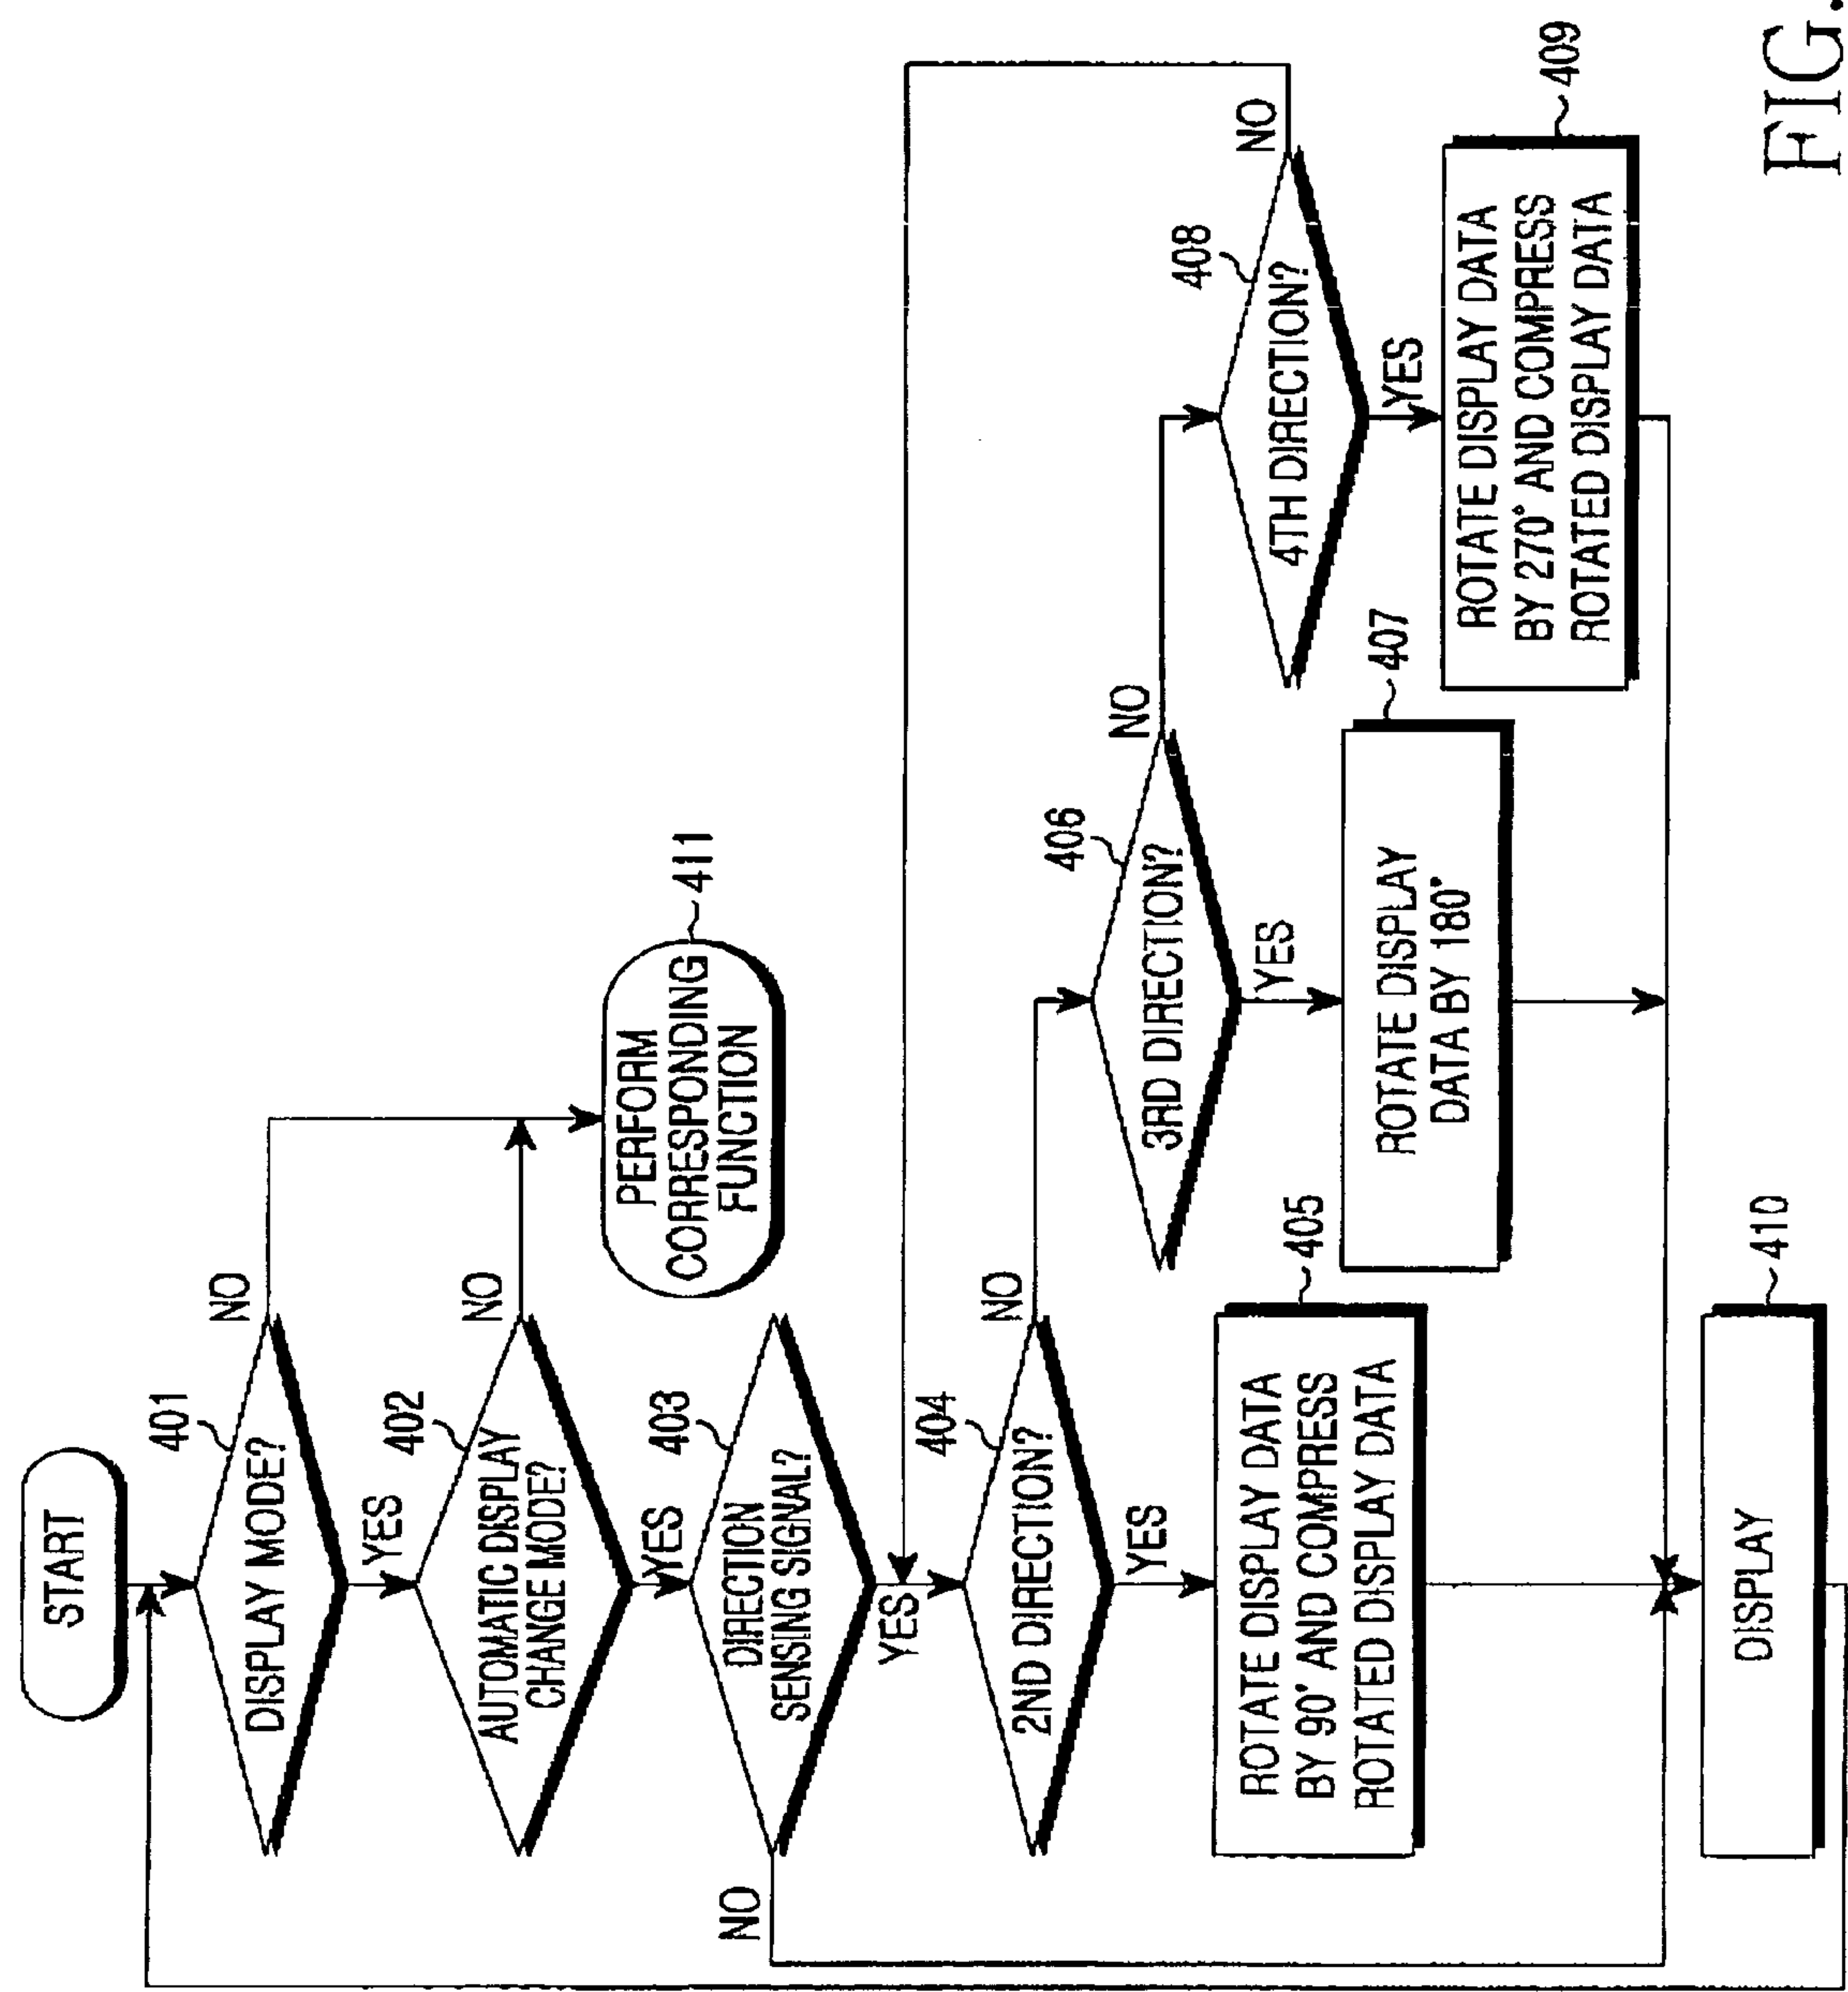 START
401
DISPLAY MODE?
NO
YES
402
AUTOMATIC DISPLAY
CHANGE MODE?
NO
YES
PERFORM
CORRESPONDING
FUNCTION
411
403
DIRECTION
SENSING SIGNAL?
NO
YES
404
2ND DIRECTION?
NO
YES
406
3RD DIRECTION?
NO
YES
408
4TH DIRECTION?
NO
YES
405
ROTATE DISPLAY DATA
BY 90° AND COMPRESS
ROTATED DISPLAY DATA
407
ROTATE DISPLAY
DATA BY 180°
409
ROTATE DISPLAY DATA
BY 270° AND COMPRESS
ROTATED DISPLAY DATA
410
DISPLAY
FIG.